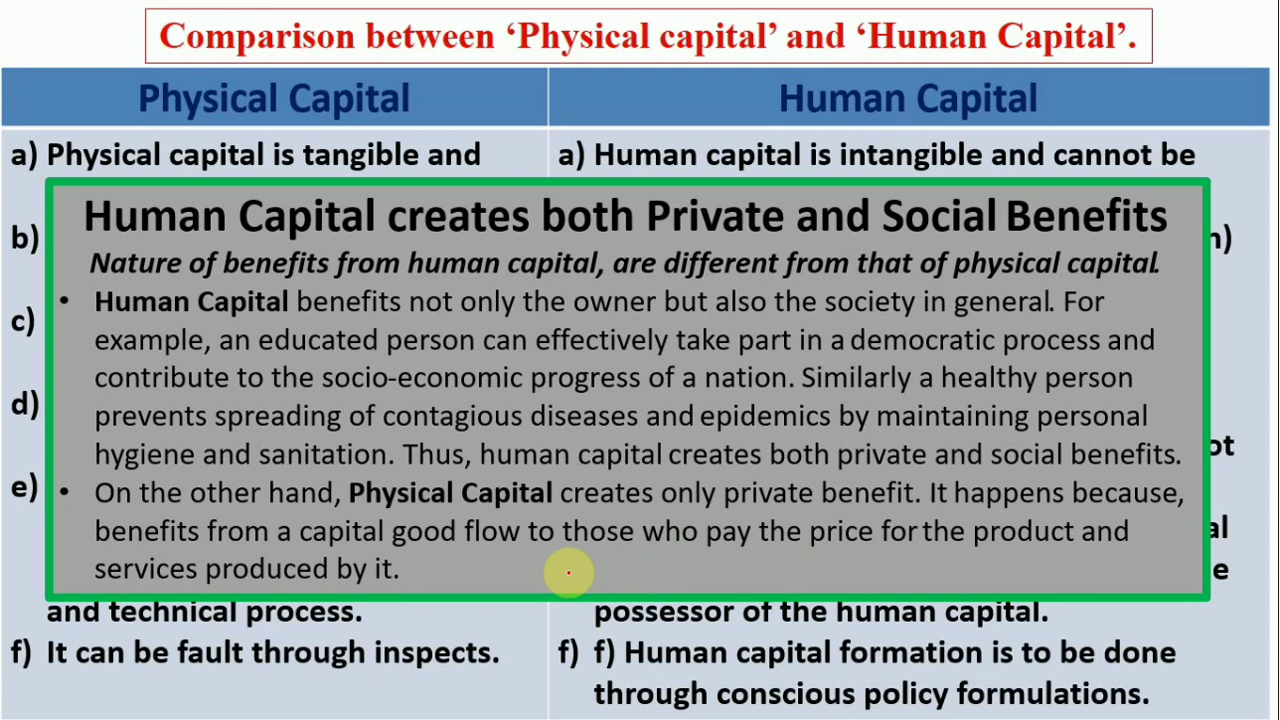 Comparison between ‘Physical capital’ and ‘Human Capital’.
Physical Capital
Human Capital
a) Physical capital is tangible and
a) Human capital is intangible and cannot be
Human Capital creates both Private and Social Benefits
b)
n)
Nature of benefits from human capital, are different from that of physical capital.
• Human Capital benefits not only the owner but also the society in general. For
c)
example, an educated person can effectively take part in a democratic process and
contribute to the socio-economic progress of a nation. Similarly a healthy person
d)
prevents spreading of contagious diseases and epidemics by maintaining personal
ot
hygiene and sanitation. Thus, human capital creates both private and social benefits.
e)
• On the other hand, Physical Capital creates only private benefit. It happens because,
benefits from a capital good flow to those who pay the price for the product and
al
services produced by it.
e
and technical process.
possessor of the human capital.
f) It can be fault through inspects.
f) f) Human capital formation is to be done
through conscious policy formulations.